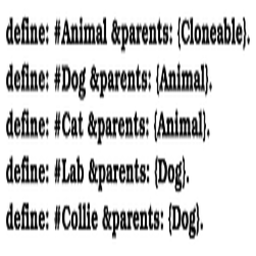 define: #Animal &parents: {Cloneable}.
define: #Dog &parents: {Animal}.
define: #Cat &parents: {Animal}.
define: #Lab &parents: {Dog}.
define: #Collie &parents: {Dog}.